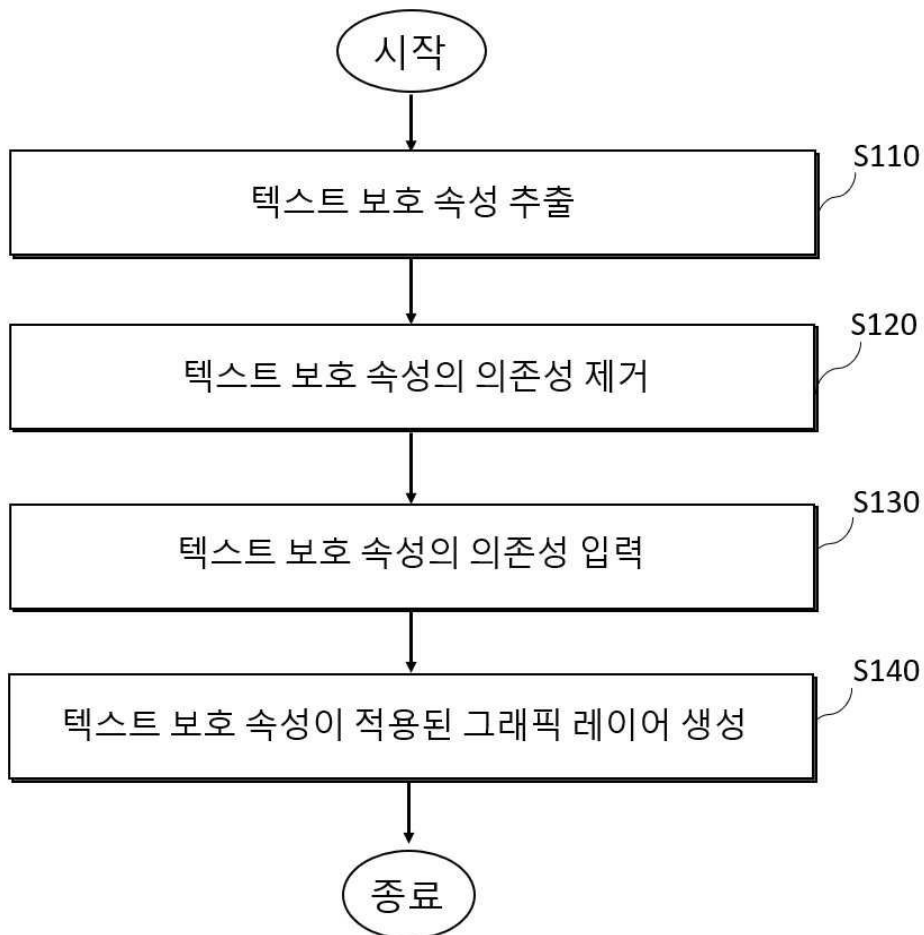 시작
텍스트 보호 속성 추출
S110
텍스트 보호 속성의 의존성 제거
S120
텍스트 보호 속성의 의존성 입력
S130
텍스트 보호 속성이 적용된 그래픽 레이어 생성
S140
종료